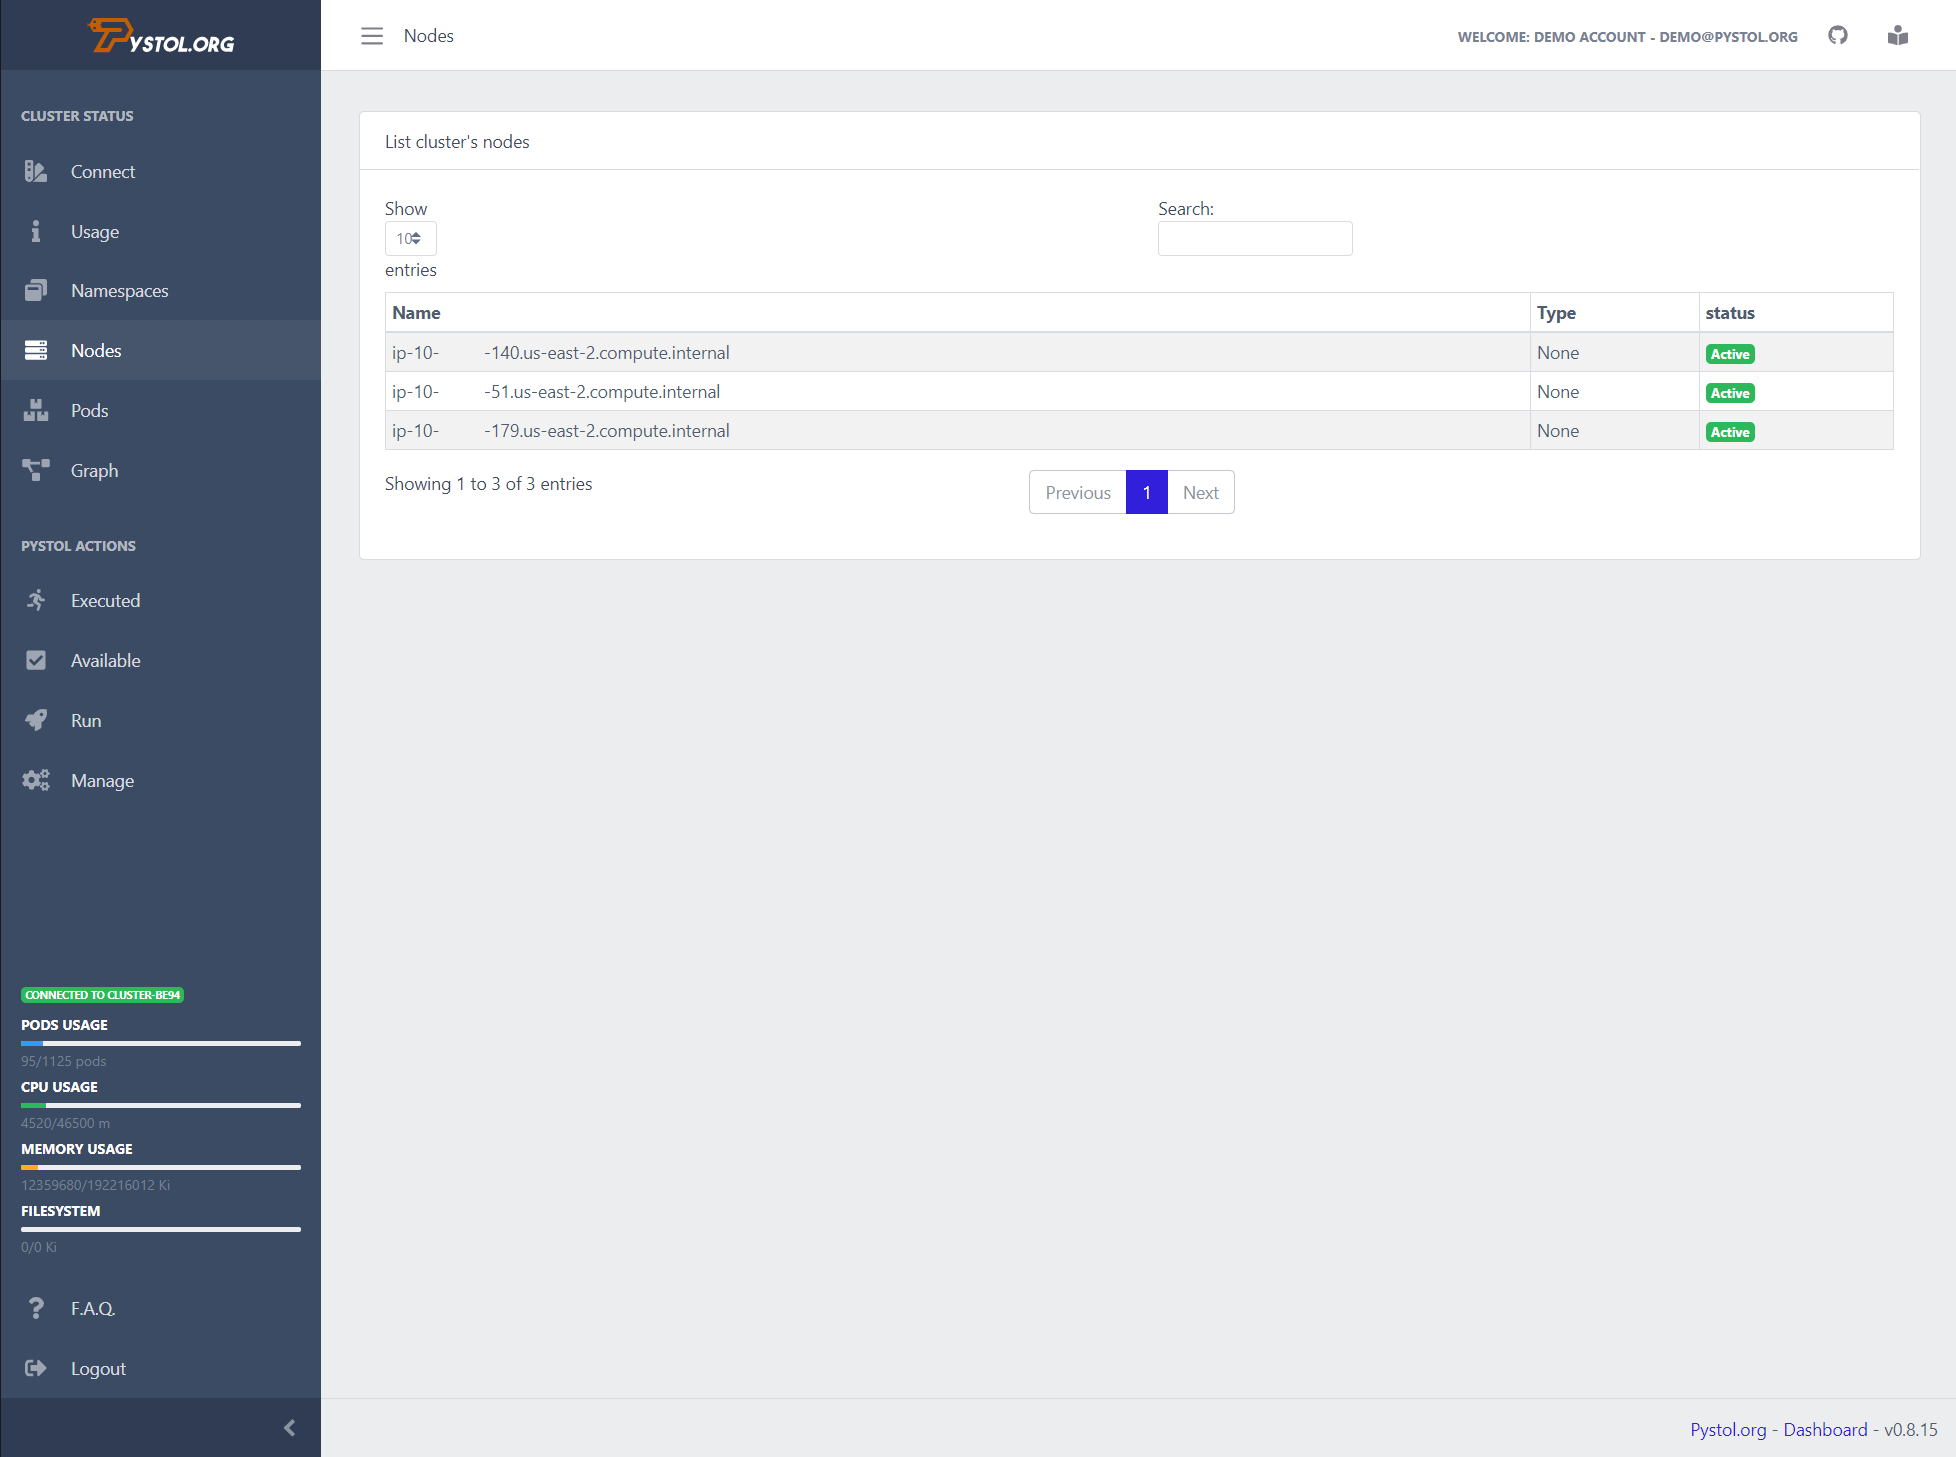 PYSTOL.ORG
Nodes
WELCOME: DEMO ACCOUNT - DEMO@PYSTOL.ORG
CLUSTER STATUS
Connect
Usage
Namespaces
Nodes
Pods
Graph
PYSTOL ACTIONS
Executed
Available
Run
Manage
CONNECTED TO CLUSTER-BE94
PODS USAGE
95/1125 pods
CPU USAGE
4520/46500 m
MEMORY USAGE
12359680/192216012 Ki
FILESYSTEM
0/0 Ki
F.A.Q.
Logout
List cluster's nodes
Show
10
entries
Search:
Name Type status
ip-10- -140.us-east-2.compute.internal None Active
ip-10- -51.us-east-2.compute.internal None Active
ip-10- -179.us-east-2.compute.internal None Active
Showing 1 to 3 of 3 entries
Previous 1 Next
Pystol.org - Dashboard - v0.8.15